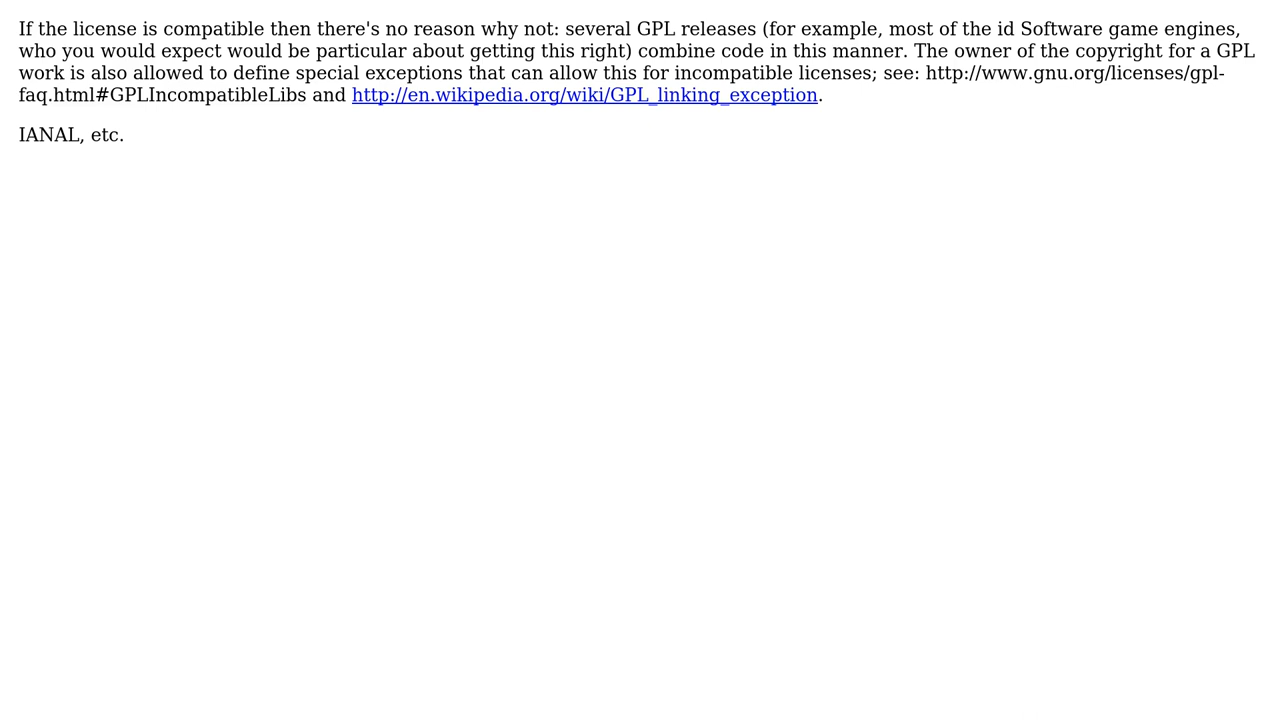 If the license is compatible then there's no reason why not: several GPL releases (for example, most of the id Software game engines,
who you would expect would be particular about getting this right) combine code in this manner. The owner of the copyright for a GPL
work is also allowed to define special exceptions that can allow this for incompatible licenses; see: http://www.gnu.org/licenses/gpl-
faq.html#GPLIncompatibleLibs and http://en.wikipedia.org/wiki/GPL_linking_exception.
IANAL, etc.